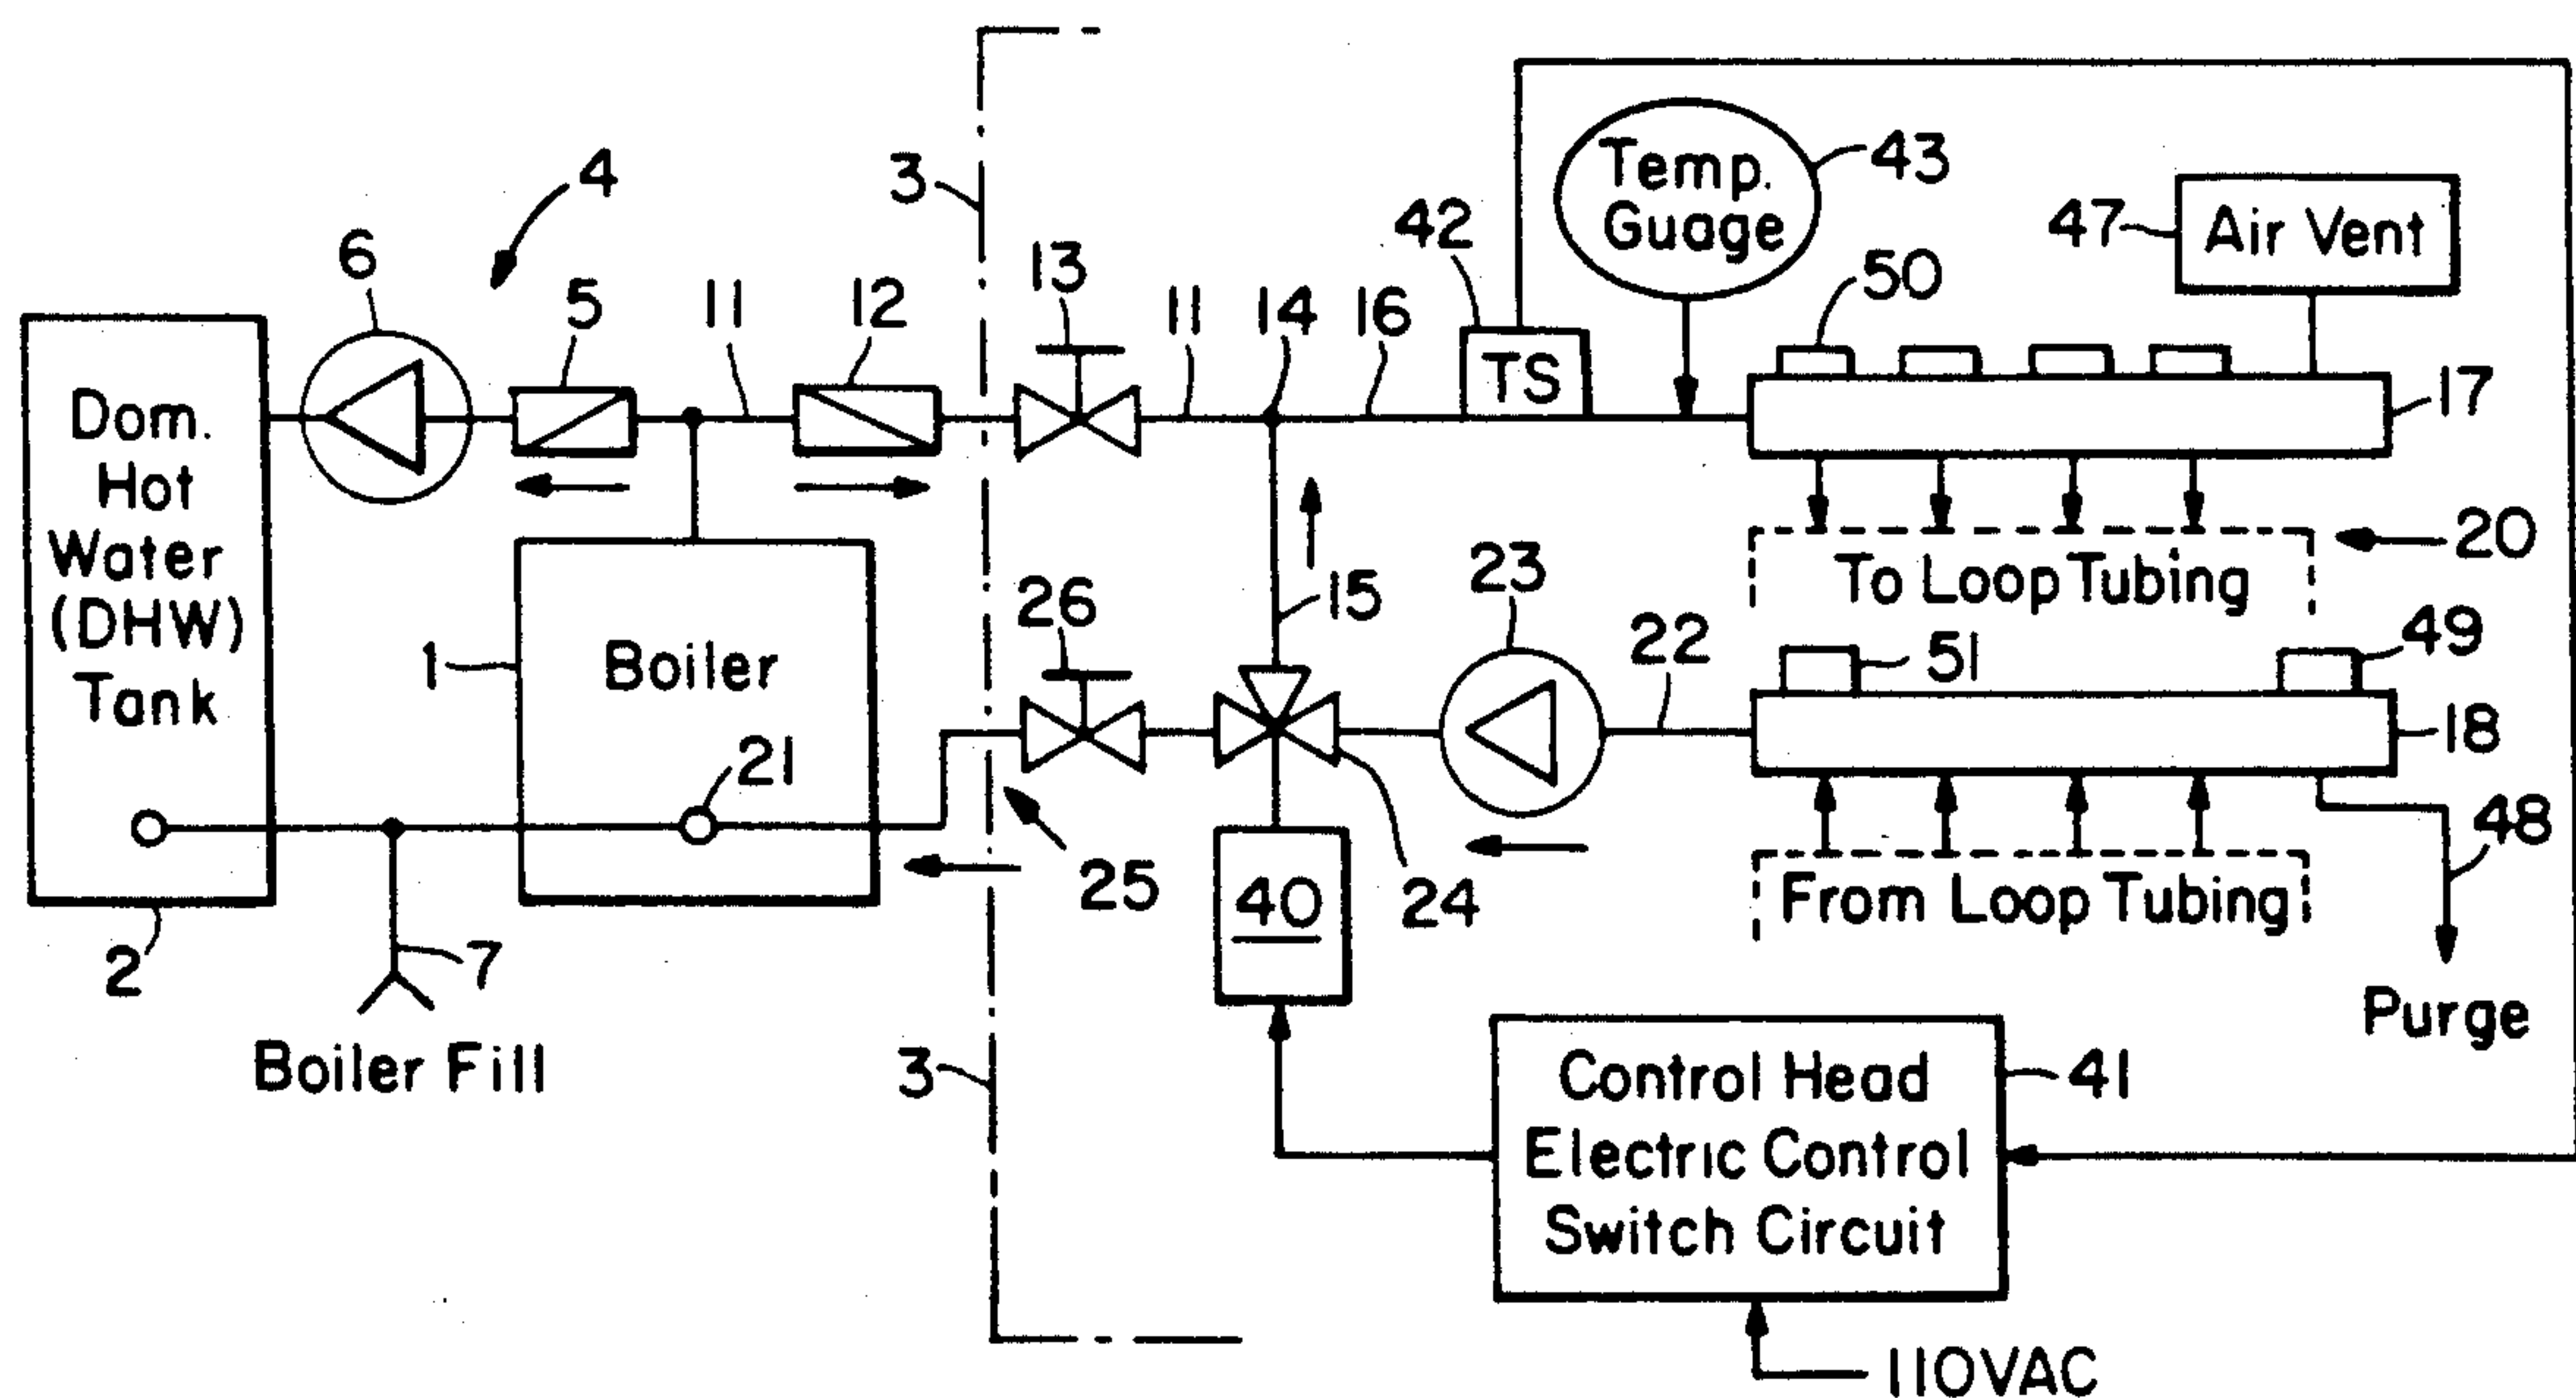 4
3
6
5
11
12
13
11
14
16
42
Temp.
Guage
43
50
47
Air Vent
TS
17
Dom.
Hot
Water
(DHW)
Tank
To Loop Tubing
20
1
Boiler
26
15
23
22
51
49
18
21
25
40
24
From Loop Tubing
48
2
7
Boiler Fill
3
Purge
Control Head
Electric Control
Switch Circuit
41
110VAC